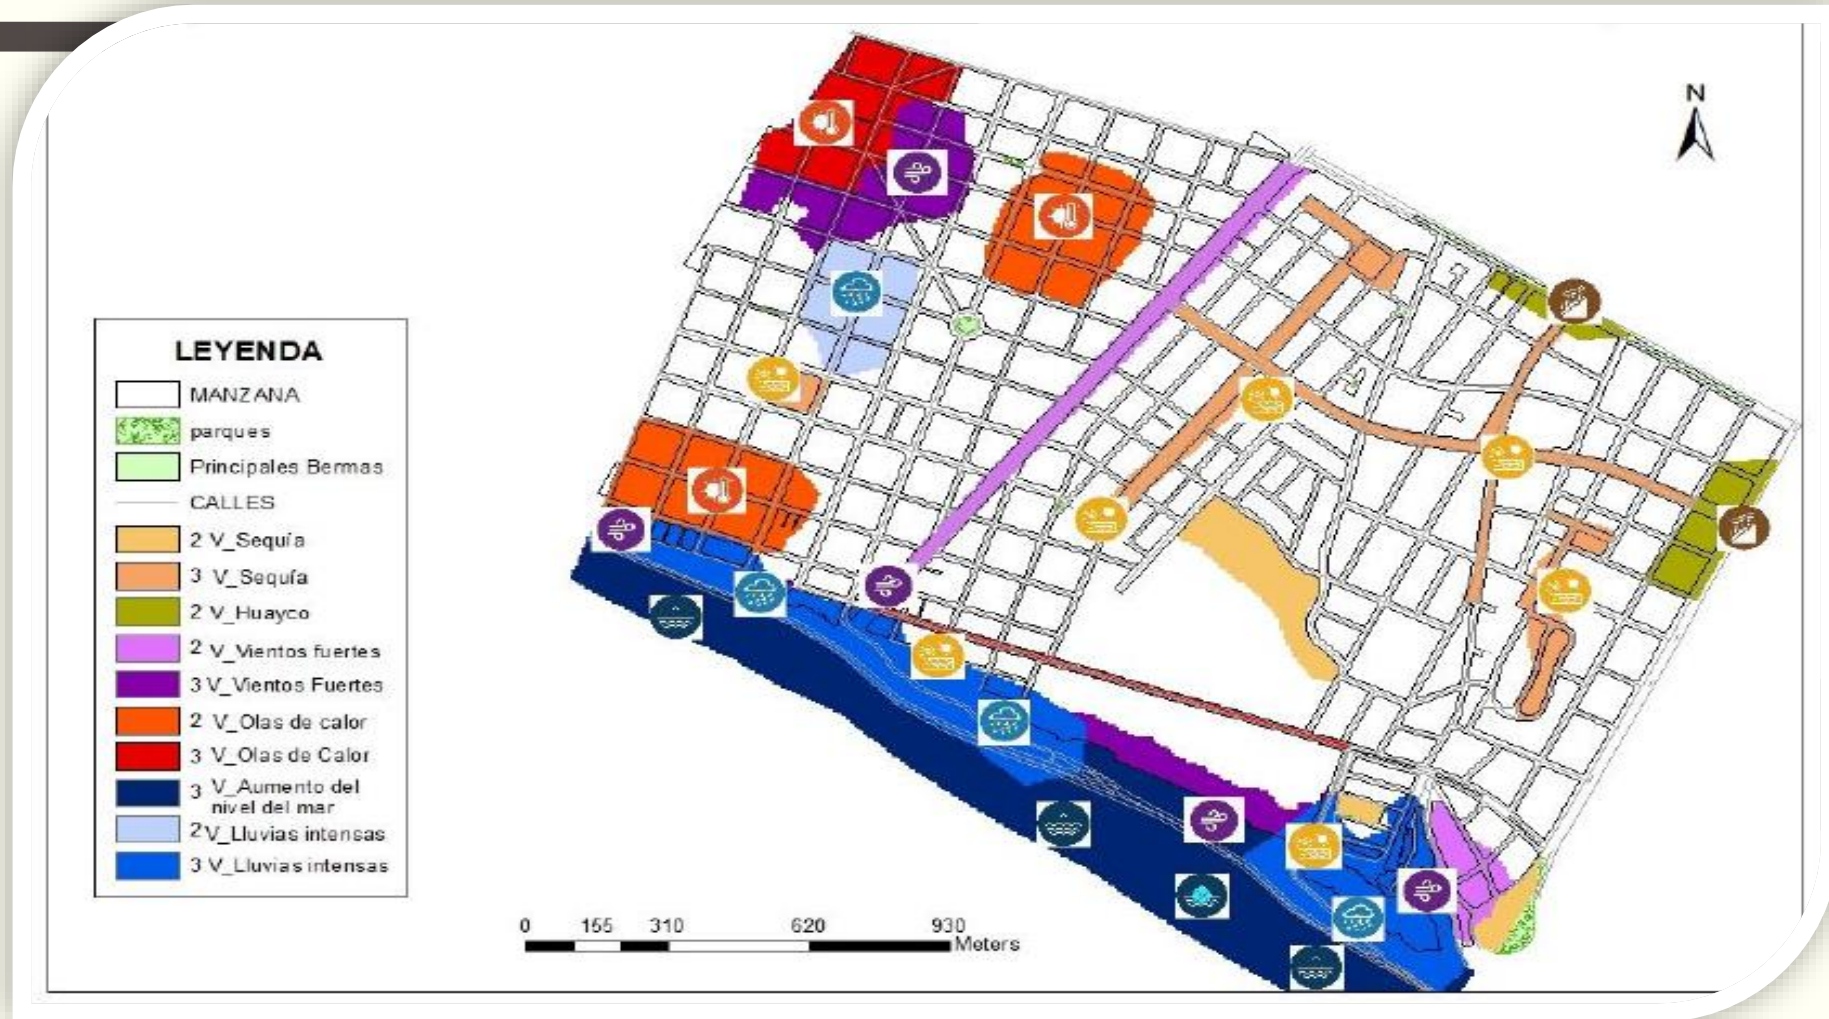 N
LEYENDA
MANZANA
parques
Principales Bermas
CALLES
2 V_Sequía
3 V_Sequía
2 V_Huayco
2 V_Vientos fuertes
3 V_Vientos Fuertes
2 V_Olas de calor
3 V_Olas de Calor
3 V_Aumento del
nivel del mar
2 V_Lluvias intensas
3 V_Lluvias intensas
0 155 310 620 930
Meters